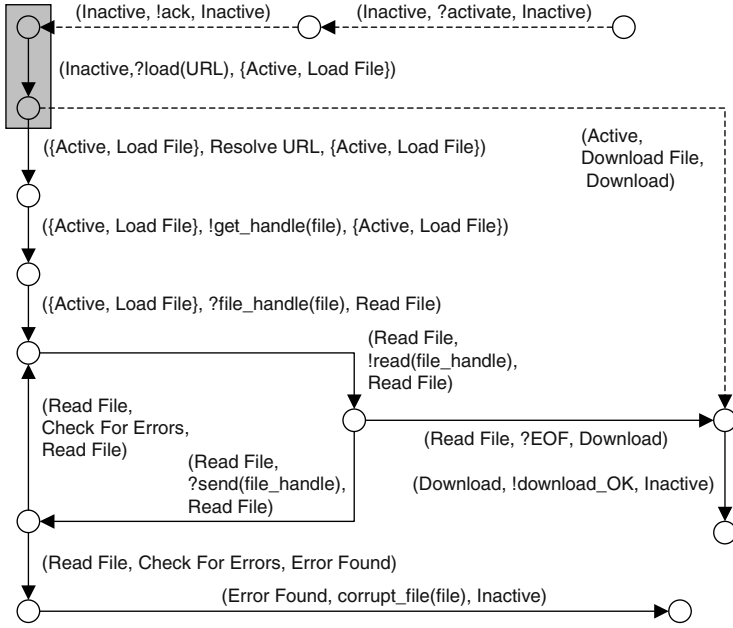 (Inactive, !ack, Inactive)
(Inactive, ?activate, Inactive)
(Inactive,?load(URL), {Active, Load File})
({Active, Load File}, Resolve URL, {Active, Load File})
(Active,
Download File,
Download)
({Active, Load File}, !get_handle(file), {Active, Load File})
({Active, Load File}, ?file_handle(file), Read File)
(Read File,
!read(file_handle),
Read File)
(Read File,
Check For Errors,
Read File)
(Read File, ?EOF, Download)
(Read File,
?send(file_handle),
Read File)
(Download, !download_OK, Inactive)
(Read File, Check For Errors, Error Found)
(Error Found, corrupt_file(file), Inactive)